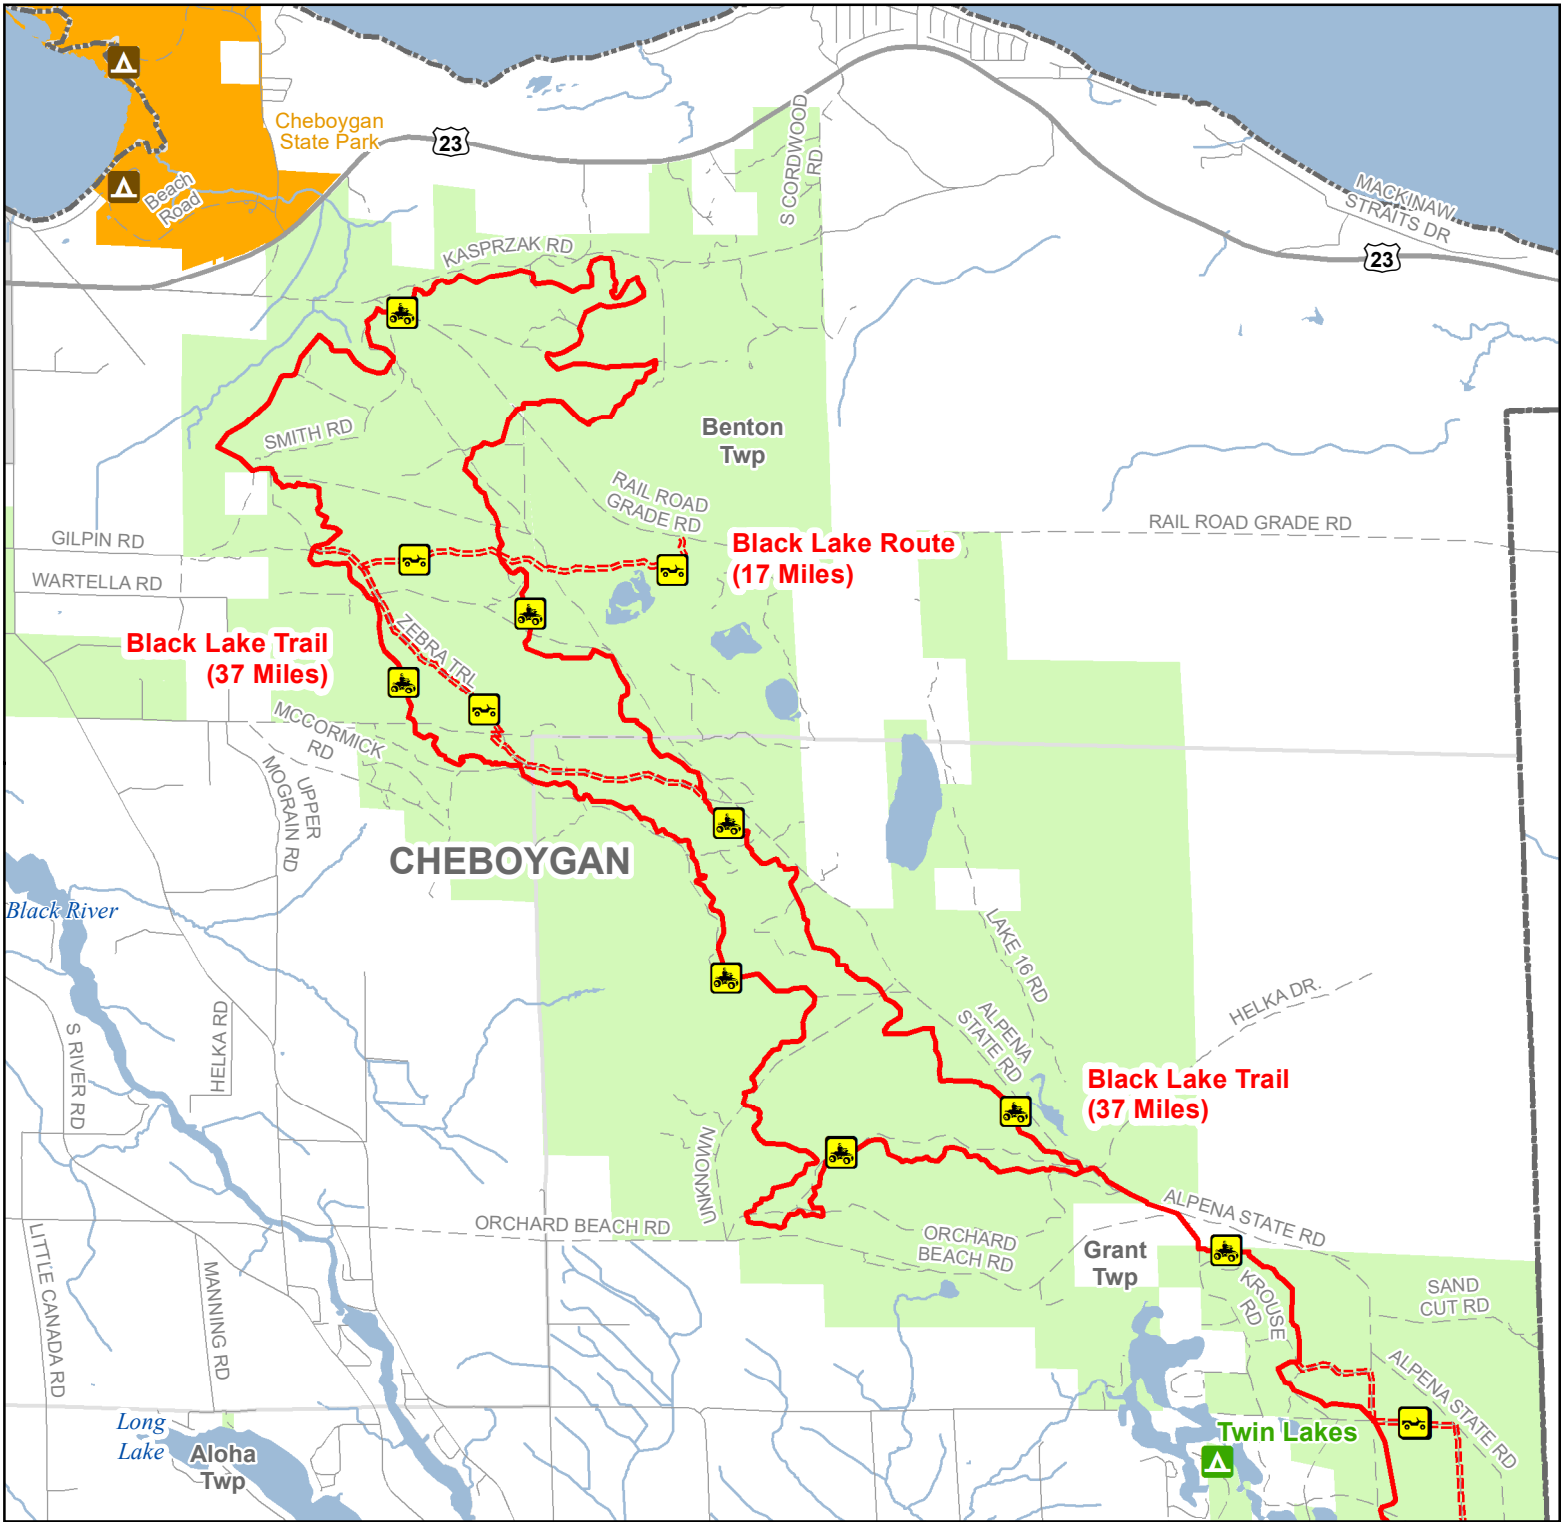 Cheboygan
State Park
23
Beach
Road
S CORDWOOD
RD
MACKINAW
STRAITS DR
23
KASPRZAK RD
SMITH RD
Benton
Twp
RAIL ROAD
GRADE RD
RAIL ROAD GRADE RD
GILPIN RD
Black Lake Route
(17 Miles)
WARTELLA RD
ZEBRA TRL
Black Lake Trail
(37 Miles)
MCCORMICK
RD
UPPER
MOGRAIN RD
CHEBOYGAN
Black River
LAKE 16 RD
HELKA DR.
ALPENA
STATE RD
S RIVER RD
HELKA RD
Black Lake Trail
(37 Miles)
UNKNOWN
ALPENA STATE RD
ORCHARD BEACH RD
ORCHARD
BEACH RD
Grant
Twp
LITTLE CANADA RD
MANNING RD
KROUSE
RD
SAND
CUT RD
ALPENA STATE RD
Long
Lake
Aloha
Twp
Twin Lakes